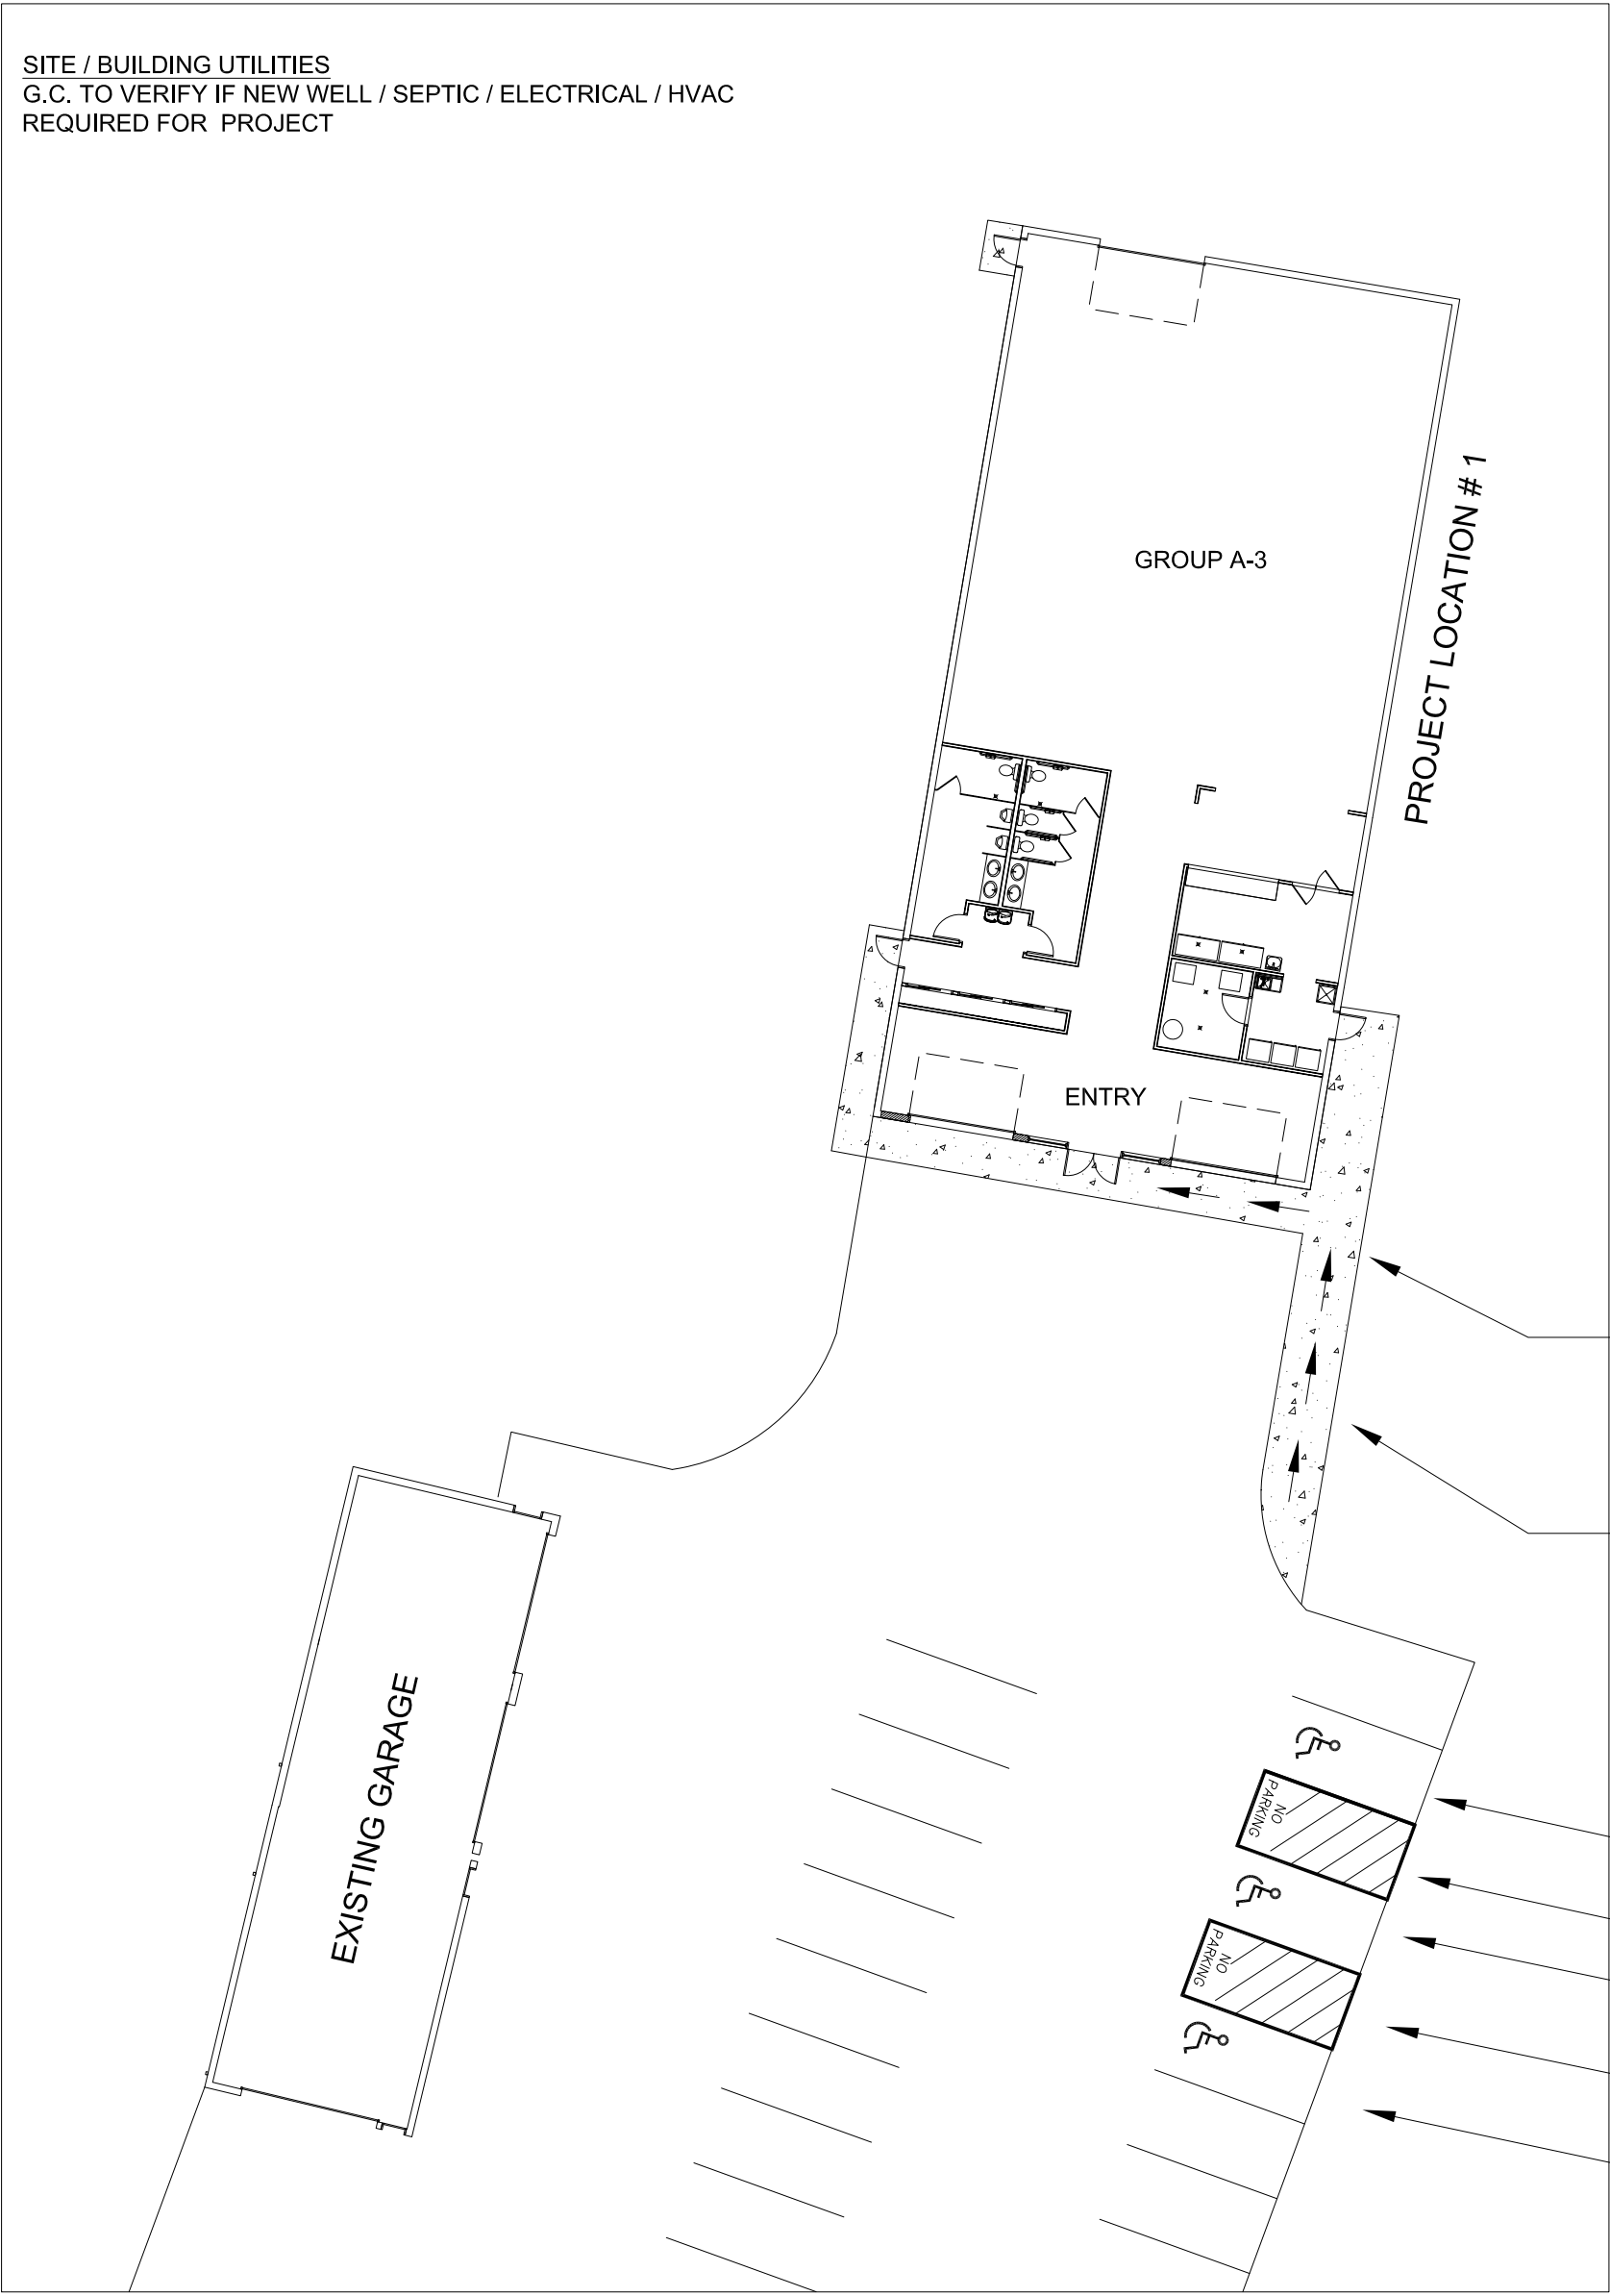 SITE / BUILDING UTILITIES
G.C. TO VERIFY IF NEW WELL / SEPTIC / ELECTRICAL / HVAC
REQUIRED FOR PROJECT
GROUP A-3
PROJECT LOCATION # 1
ENTRY
EXISTING GARAGE
NO
PARKING
NO
PARKING